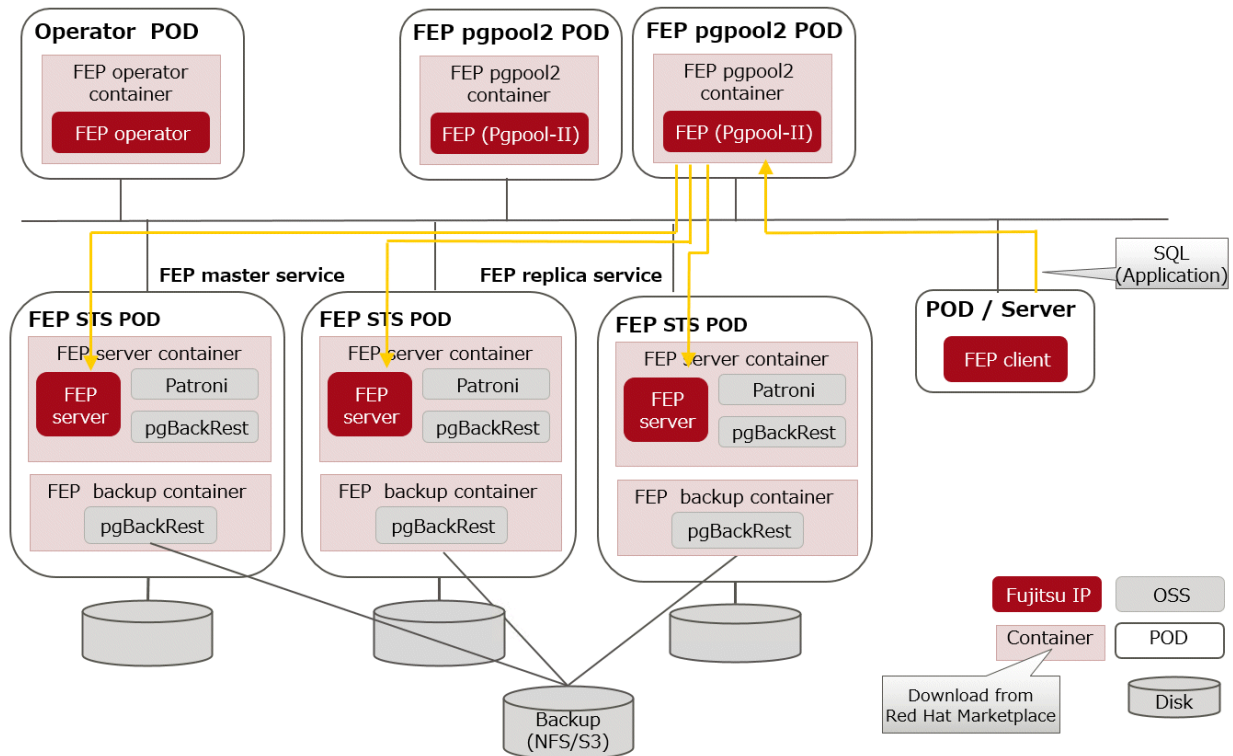 Operator POD
FEP operator
container
FEP operator
FEP pgpool2 POD
FEP pgpool2
container
FEP (Pgpool-II)
FEP pgpool2 POD
FEP pgpool2
container
FEP (Pgpool-II)
SQL
(Application)
FEP master service
FEP replica service
FEP STS POD
FEP server container
FEP
server
Patroni
pgBackRest
FEP backup container
pgBackRest
FEP STS POD
FEP server container
FEP
server
Patroni
pgBackRest
FEP backup container
pgBackRest
FEP STS POD
FEP server container
FEP
server
Patroni
pgBackRest
FEP backup container
pgBackRest
POD / Server
FEP client
Backup
(NFS/S3)
Fujitsu IP
OSS
Container
POD
Download from
Red Hat Marketplace
Disk